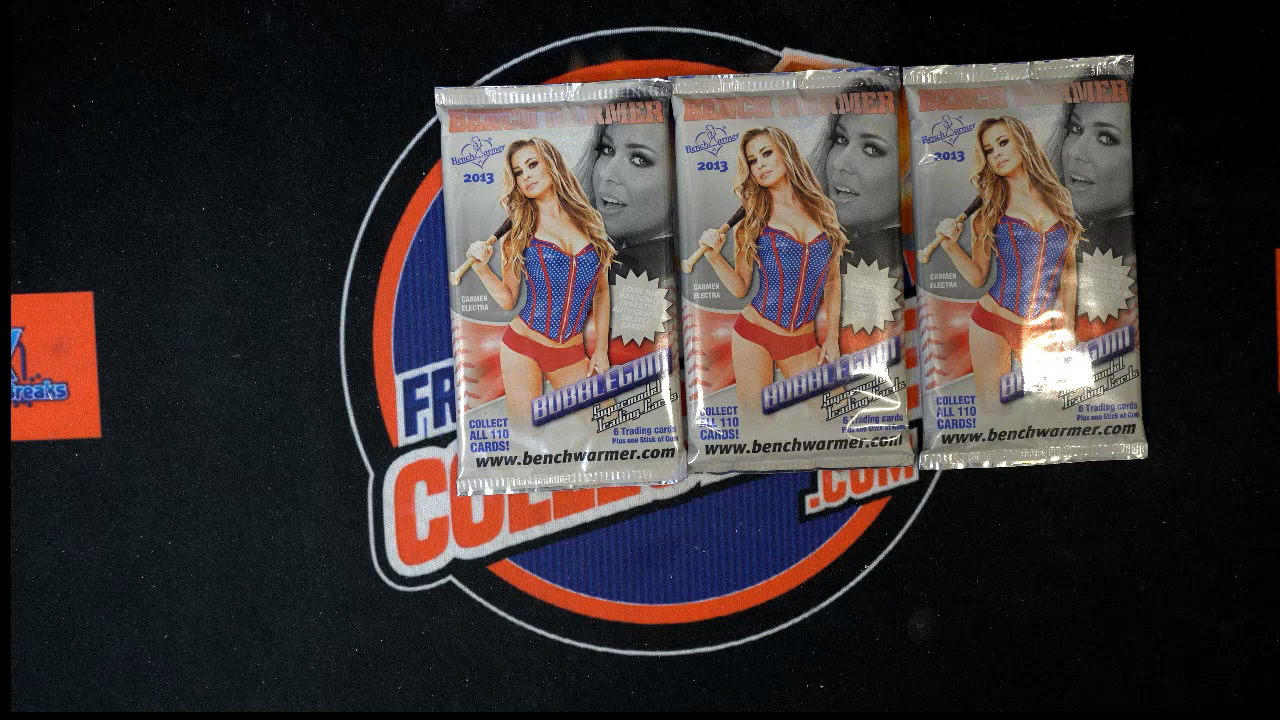 BENCH WARMER
BenchWarmer
2013
CARMEN
ELECTRA
BUBBLEGUM
Supermodel
Trading Cards
COLLECT
ALL 110
CARDS!
6 Trading cards
Plus one Stick of Gum
www.benchwarmer.com
BENCH WARMER
BenchWarmer
2013
CARMEN
ELECTRA
BUBBLEGUM
Supermodel
Trading Cards
COLLECT
ALL 110
CARDS!
6 Trading cards
Plus one Stick of Gum
www.benchwarmer.com
BENCH WARMER
BenchWarmer
2013
CARMEN
ELECTRA
BUBBLEGUM
Supermodel
Trading Cards
COLLECT
ALL 110
CARDS!
6 Trading cards
Plus one Stick of Gum
www.benchwarmer.com
FR
.COM
Breaks